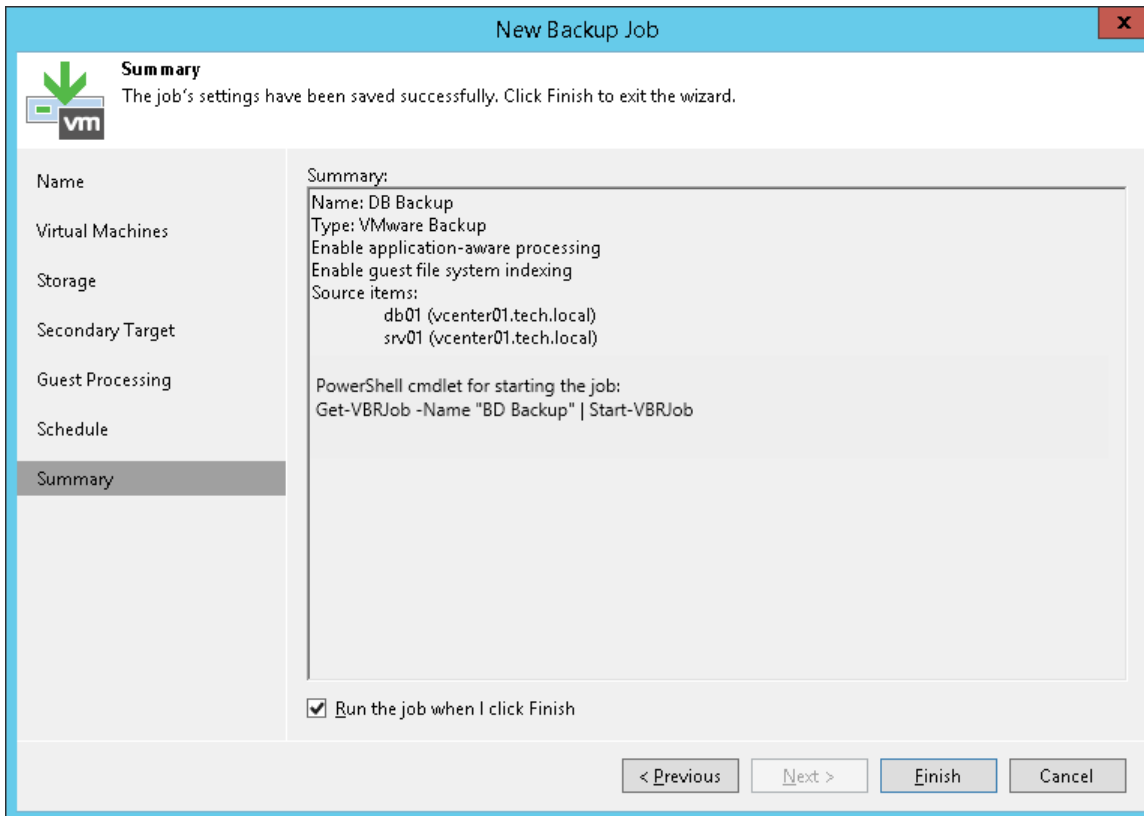 New Backup Job
x
Summary
The job's settings have been saved successfully. Click Finish to exit the wizard.
vm
Name
Virtual Machines
Storage
Secondary Target
Guest Processing
Schedule
Summary
Summary:
Name: DB Backup
Type: VMware Backup
Enable application-aware processing
Enable guest file system indexing
Source items:
db01 (vcenter01.tech.local)
srv01 (vcenter01.tech.local)
PowerShell cmdlet for starting the job:
Get-VBRJob -Name "BD Backup" | Start-VBRJob
Run the job when I click Finish
< Previous
Next >
Finish
Cancel